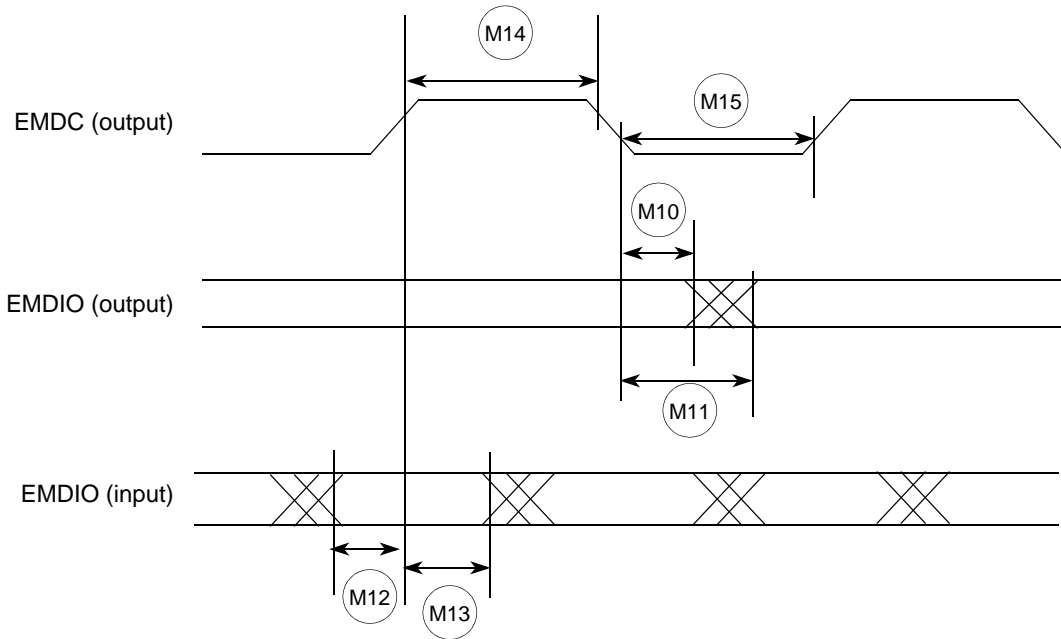 M14
EMDC (output)
M15
M10
EMDIO (output)
M11
EMDIO (input)
M12
M13